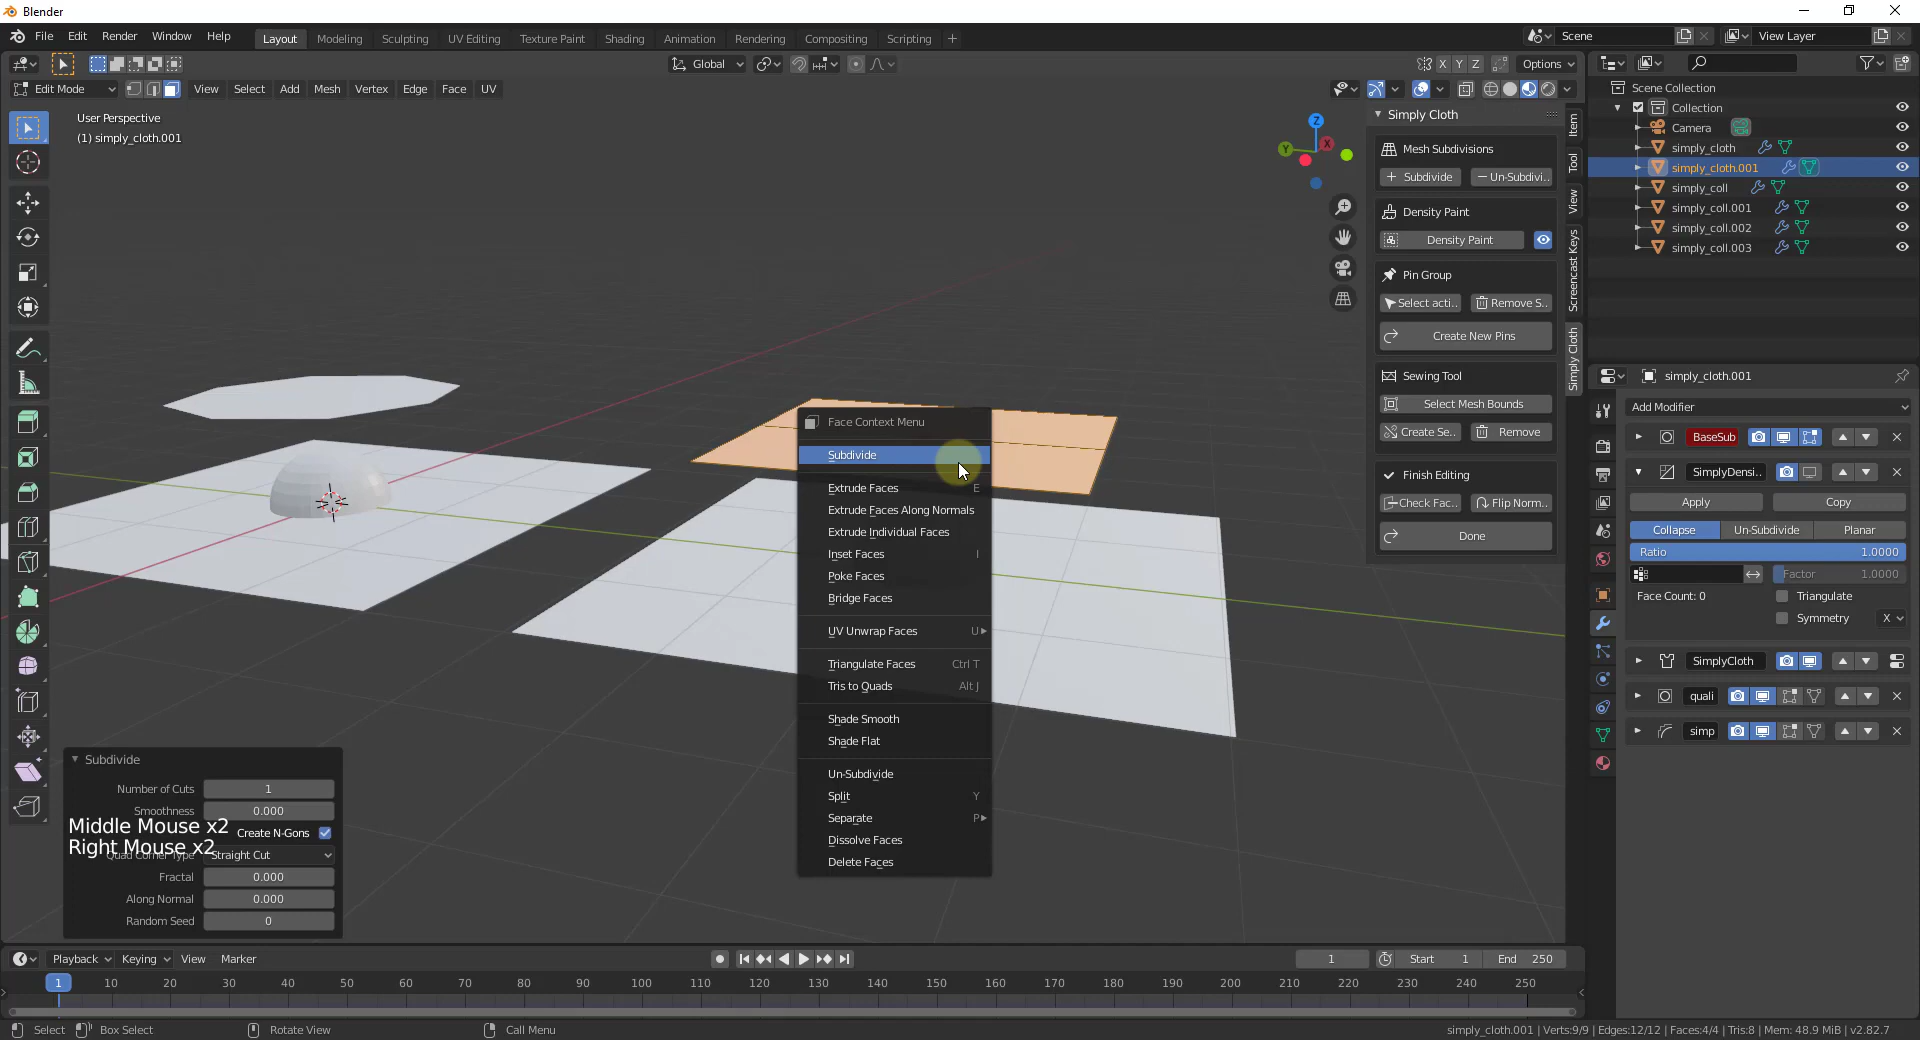 Blender
File Edit Render Window Help
Layout Modeling Sculpting UV Editing Texture Paint Shading Animation Rendering Compositing Scripting +
Scene View Layer
Global X Y Z Options
Edit Mode View Select Add Mesh Vertex Edge Face UV
User Perspective
(1) simply_cloth.001
Z
Y
X
Simply Cloth
Mesh Subdivisions
+ Subdivide — Un-Subdivi..
Density Paint
Density Paint
Pin Group
Select acti.. Remove S..
Create New Pins
Sewing Tool
Select Mesh Bounds
Create Se.. Remove
Finish Editing
Check Fac.. Flip Norm..
Done
Item
Tool
View
Screencast Keys
Simply Cloth
Scene Collection
Collection
Camera
simply_cloth
simply_cloth.001
simply_coll
simply_coll.001
simply_coll.002
simply_coll.003
simply_cloth.001
Add Modifier
BaseSub
SimplyDensi..
Apply Copy
Collapse Un-Subdivide Planar
Ratio 1.0000
Factor 1.0000
Face Count: 0 Triangulate
Symmetry X
SimplyCloth
quali
simp
Face Context Menu
Subdivide
Extrude Faces E
Extrude Faces Along Normals
Extrude Individual Faces
Inset Faces I
Poke Faces
Bridge Faces
UV Unwrap Faces U
Triangulate Faces Ctrl T
Tris to Quads Alt J
Shade Smooth
Shade Flat
Un-Subdivide
Split Y
Separate P
Dissolve Faces
Delete Faces
Subdivide
Number of Cuts 1
Smoothness 0.000
Middle Mouse x2
Create N-Gons
Right Mouse x2
Quad Corner Type Straight Cut
Fractal 0.000
Along Normal 0.000
Random Seed 0
Playback Keying View Marker
1 Start 1 End 250
1 10 20 30 40 50 60 70 80 90 100 110 120 130 140 150 160 170 180 190 200 210 220 230 240 250
Select Box Select Rotate View Call Menu
simply_cloth.001 | Verts:9/9 | Edges:12/12 | Faces:4/4 | Tris:8 | Mem: 48.9 MiB | v2.82.7